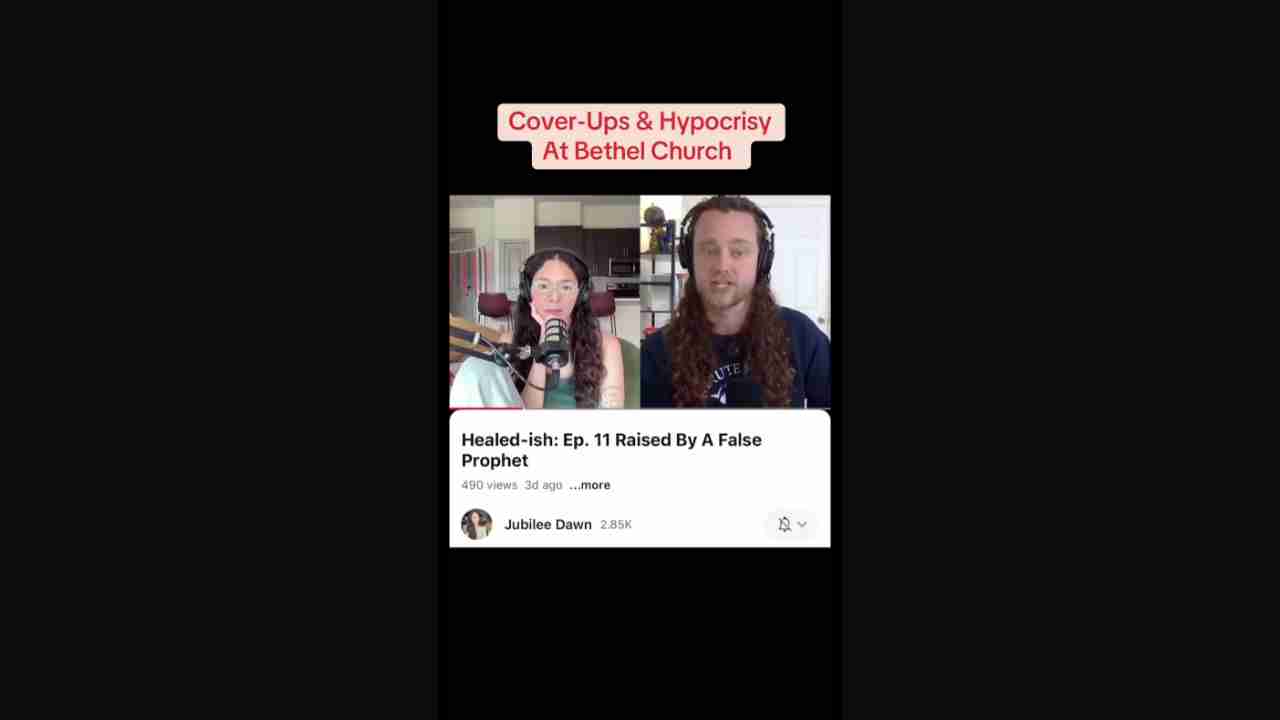 Cover-Ups & Hypocrisy
At Bethel Church
Healed-ish: Ep. 11 Raised By A False
Prophet
490 views 3d ago ...more
Jubilee Dawn 2.85K